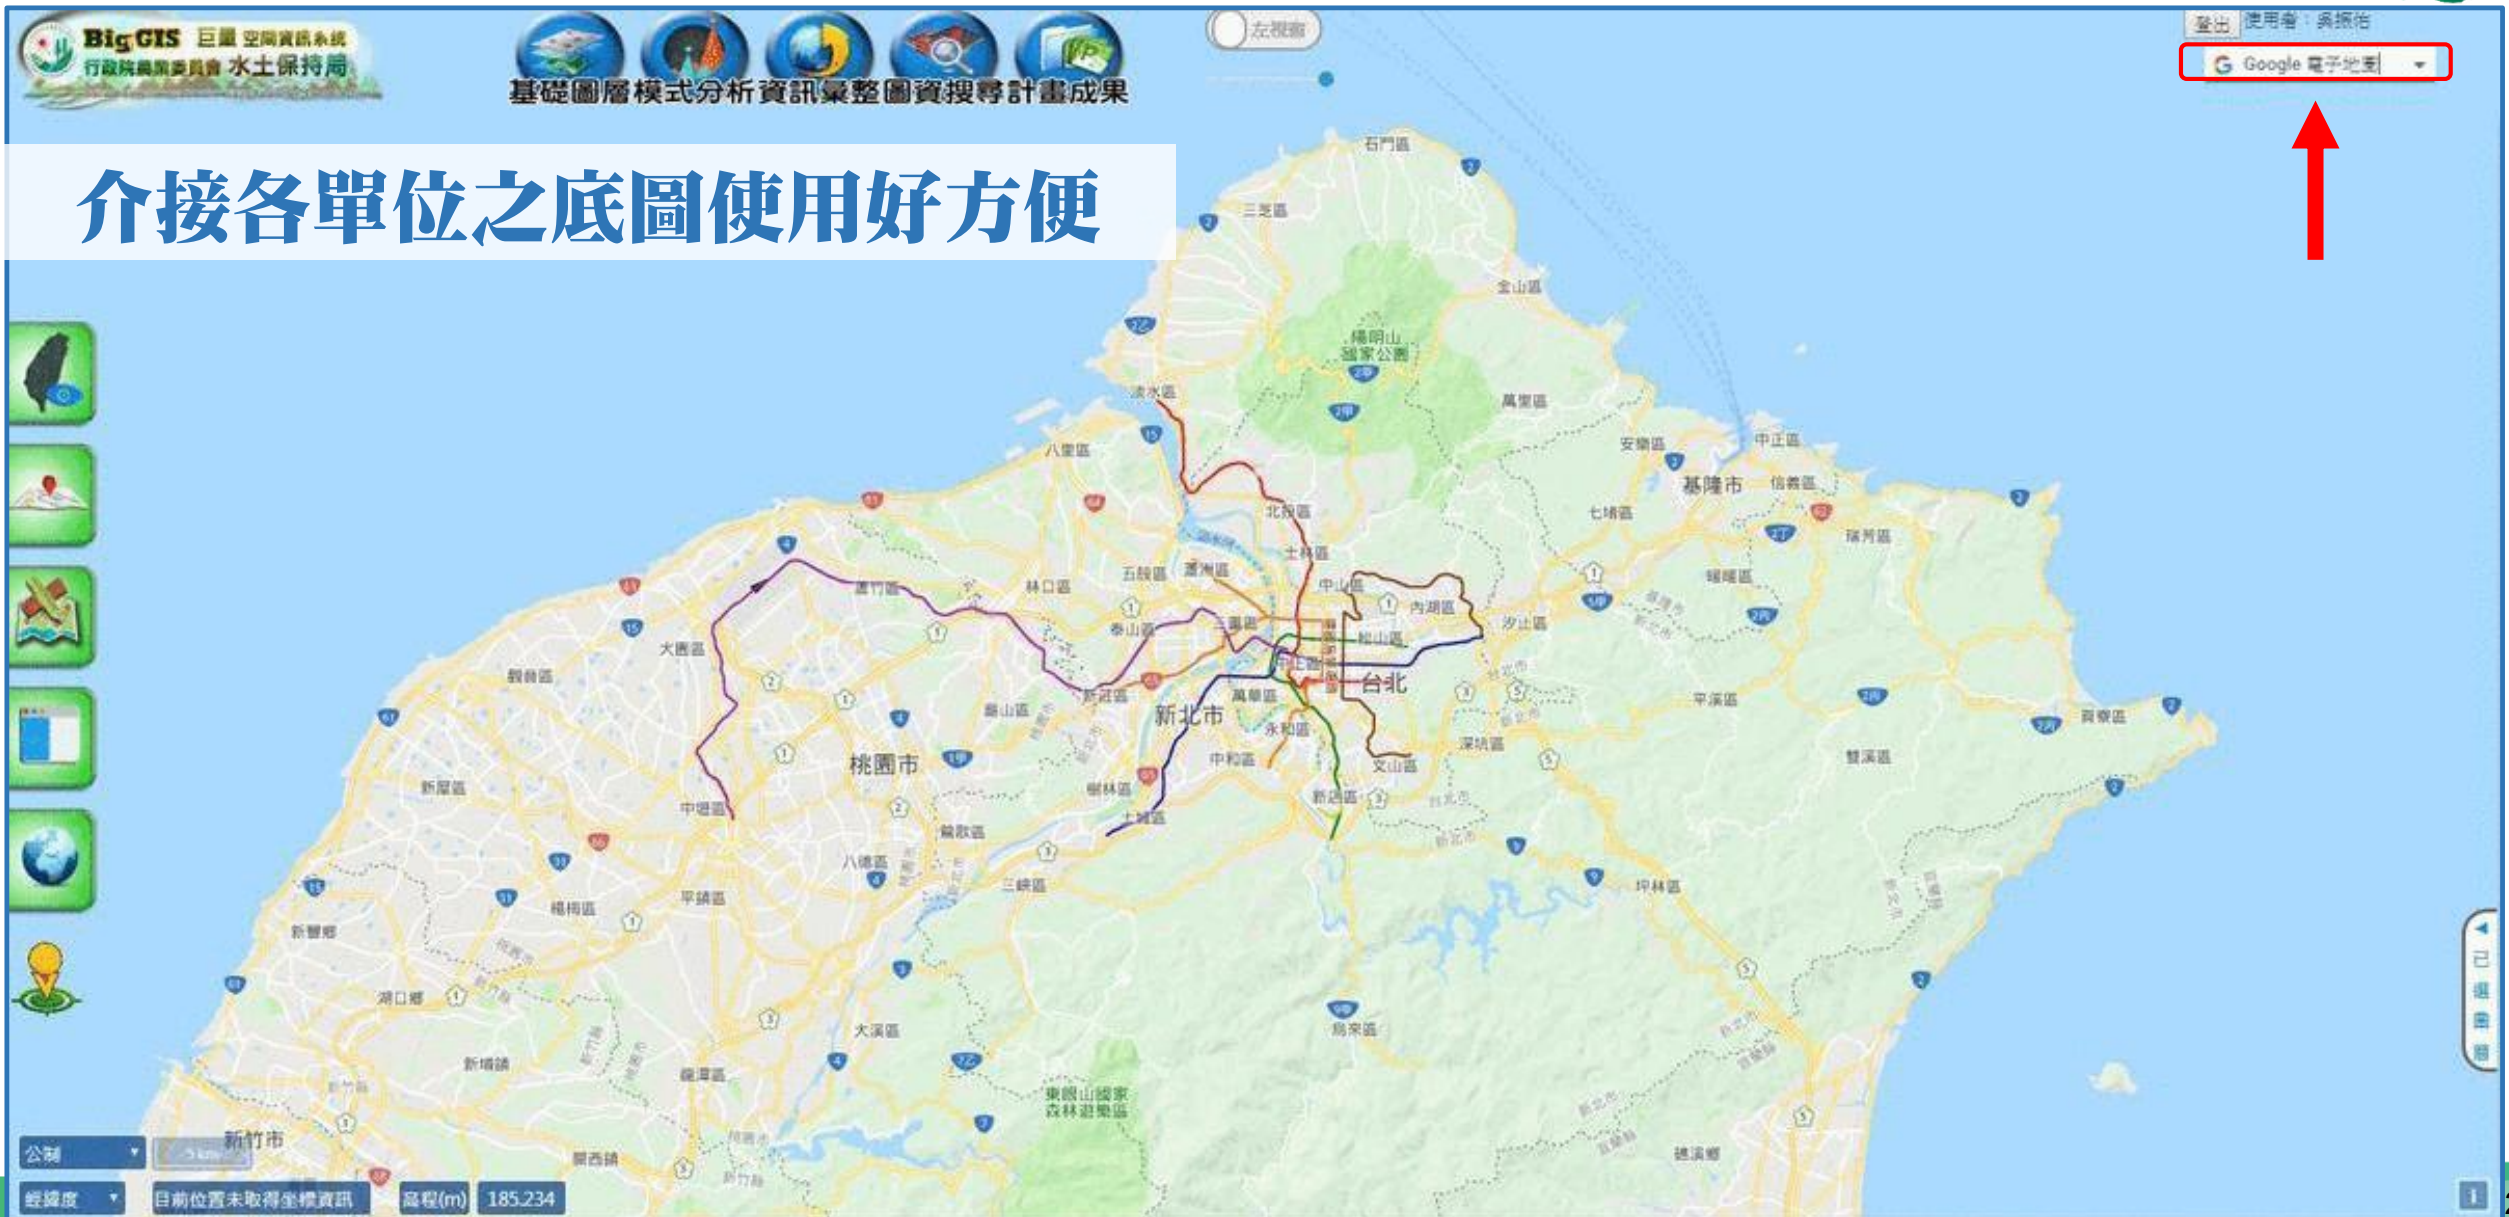 BigGIS 巨量 空間資訊系統
行政院農業委員會 水土保持局
基礎圖層 模式分析 資訊彙整 圖資搜尋 計畫成果
左視窗
登出 使用者：吳振佑
Google 電子地圖
介接各單位之底圖使用好方便
石門區
三芝區
金山區
陽明山
國家公園
淡水區
萬里區
八里區
安樂區
中正區
基隆市
信義區
北投區
七堵區
瑞芳區
士林區
五股區
蘆洲區
林口區
蘆竹區
中山區
暖暖區
內湖區
汐止區
泰山區
三重區
松山區
大園區
中正區
觀音區
台北
新莊區
萬華區
平溪區
龜山區
新北市
貢寮區
永和區
深坑區
桃園市
中和區
文山區
雙溪區
新屋區
樹林區
新店區
中壢區
土城區
鶯歌區
八德區
三峽區
坪林區
平鎮區
楊梅區
新豐鄉
湖口鄉
大溪區
烏來區
新埔鎮
龍潭區
東眼山國家
森林遊樂區
新竹市
關西鎮
礁溪鄉
已選圖層
公制
5 km
經緯度
目前位置未取得坐標資訊
高程(m)
185.234